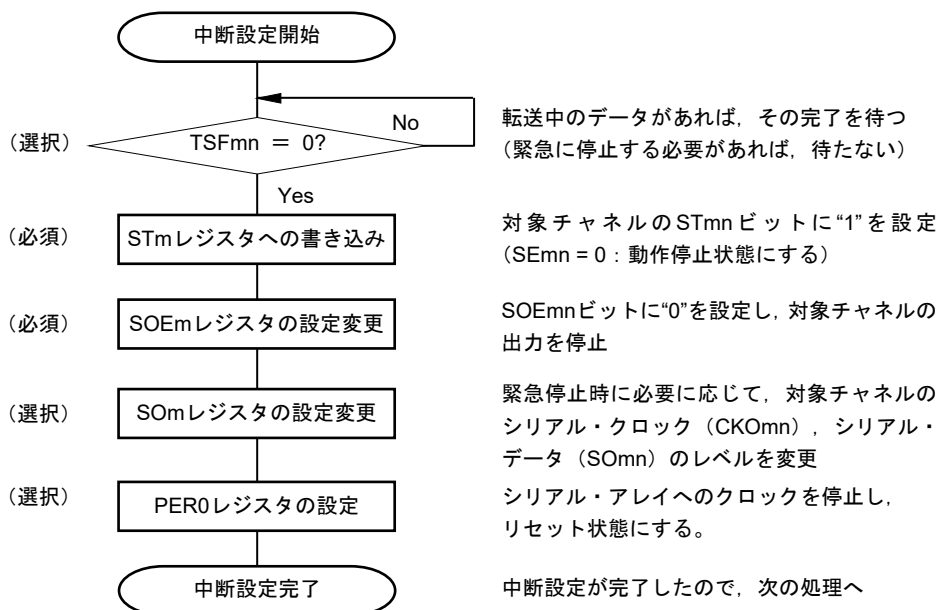 中断設定開始
転送中のデータがあれば,その完了を待つ
(緊急に停止する必要があれば,待たない)
(選択)
TSFmn = 0?
No
Yes
(必須)
STmレジスタへの書き込み
対象チャネルのSTmnビットに“1”を設定
(SEmn = 0:動作停止状態にする)
(必須)
SOEmレジスタの設定変更
SOEmnビットに“0”を設定し,対象チャネルの
出力を停止
(選択)
SOmレジスタの設定変更
緊急停止時に必要に応じて,対象チャネルの
シリアル・クロック(CKOmn),シリアル・
データ(SOmn)のレベルを変更
(選択)
PER0レジスタの設定
シリアル・アレイへのクロックを停止し,
リセット状態にする。
中断設定完了
中断設定が完了したので,次の処理へ